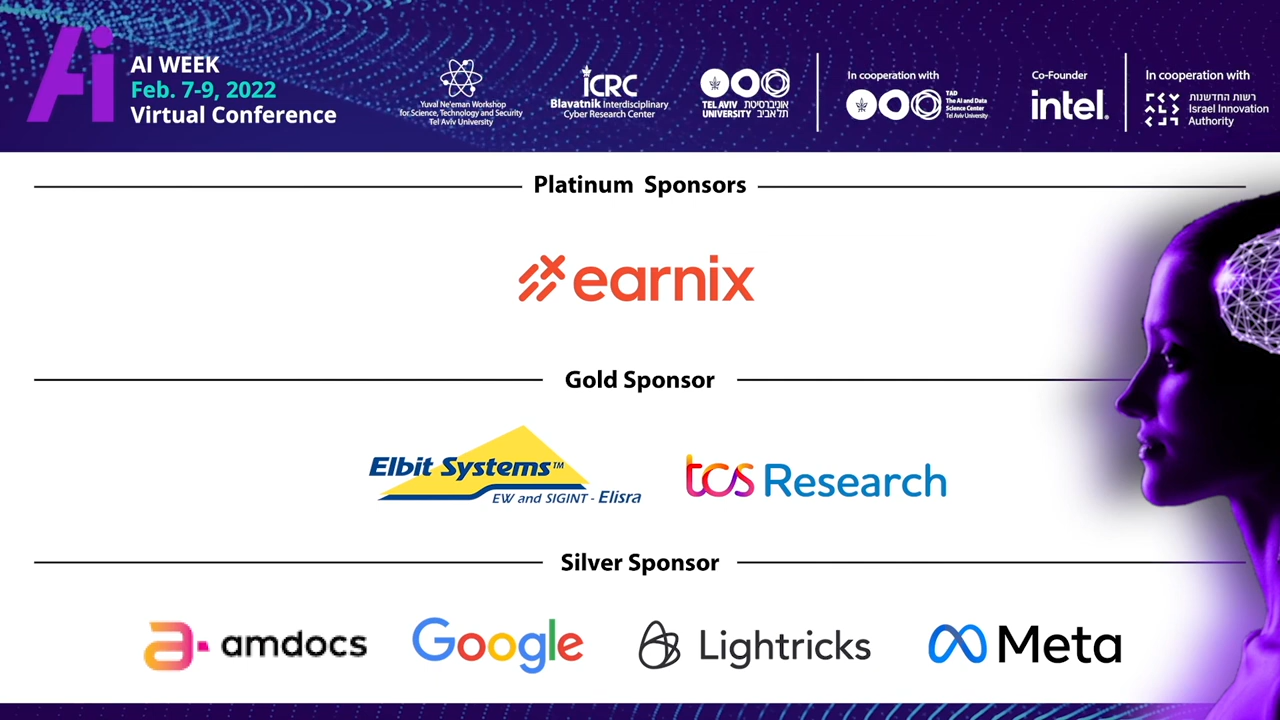 Ai
AI WEEK
Feb. 7-9, 2022
Virtual Conference
Yuval Ne'eman Workshop
for Science, Technology and Security
Tel Aviv University
iCRC
Blavatnik Interdisciplinary
Cyber Research Center
TEL AVIV אוניברסיטת
UNIVERSITY תל אביב
In cooperation with
TAD
The AI and Data
Science Center
Tel Aviv University
Co-Founder
intel.
In cooperation with
רשות החדשנות
Israel Innovation
Authority
Platinum Sponsors
earnix
Gold Sponsor
Elbit Systems™
EW and SIGINT - Elisra
tcs Research
Silver Sponsor
amdocs
Google
Lightricks
Meta